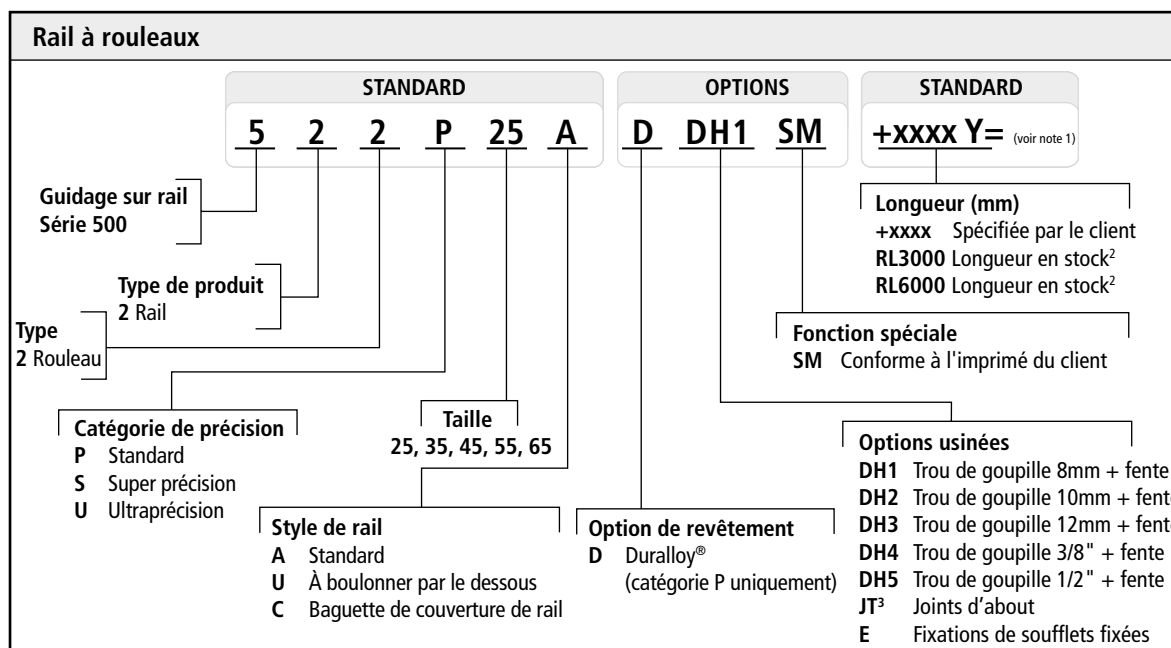 Rail à rouleaux
STANDARD OPTIONS STANDARD
5 2 2 P 25 A D DH1 SM +xxxx Y= (voir note 1)
Guidage sur rail
Série 500
Type de produit
2 Rail
Type
2 Rouleau
Longueur (mm)
+xxxx Spécifiée par le client
RL3000 Longueur en stock²
RL6000 Longueur en stock²
Fonction spéciale
SM Conforme à l'imprimé du client
Catégorie de précision
P Standard
S Super précision
U Ultraprécision
Taille
25, 35, 45, 55, 65
Style de rail
A Standard
U À boulonner par le dessous
C Baguette de couverture de rail
Option de revêtement
D Duralloy®
(catégorie P uniquement)
Options usinées
DH1 Trou de goupille 8mm + fente
DH2 Trou de goupille 10mm + fente
DH3 Trou de goupille 12mm + fente
DH4 Trou de goupille 3/8" + fente
DH5 Trou de goupille 1/2" + fente
JT³ Joints d'about
E Fixations de soufflets fixées